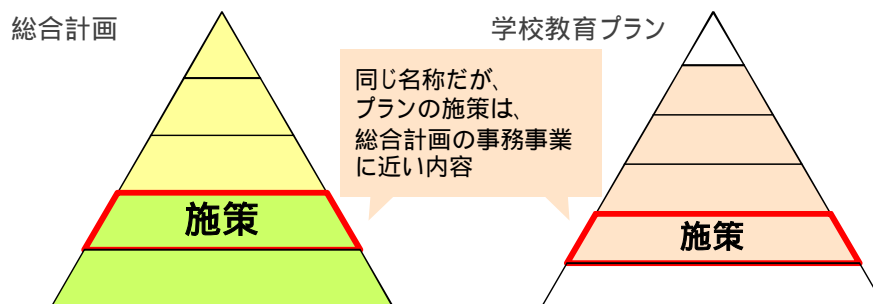 総合計画
学校教育プラン
同じ名称だが、
プランの施策は、
総合計画の事務事業
に近い内容
施策
施策